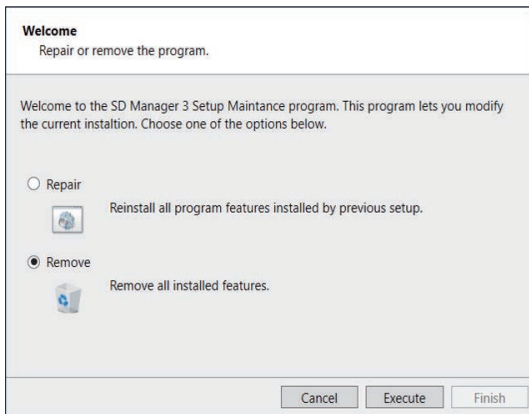 Welcome
Repair or remove the program.
Welcome to the SD Manager 3 Setup Maintance program. This program lets you modify
the current instaltion. Choose one of the options below.
Repair
Reinstall all program features installed by previous setup.
Remove
Remove all installed features.
Cancel
Execute
Finish